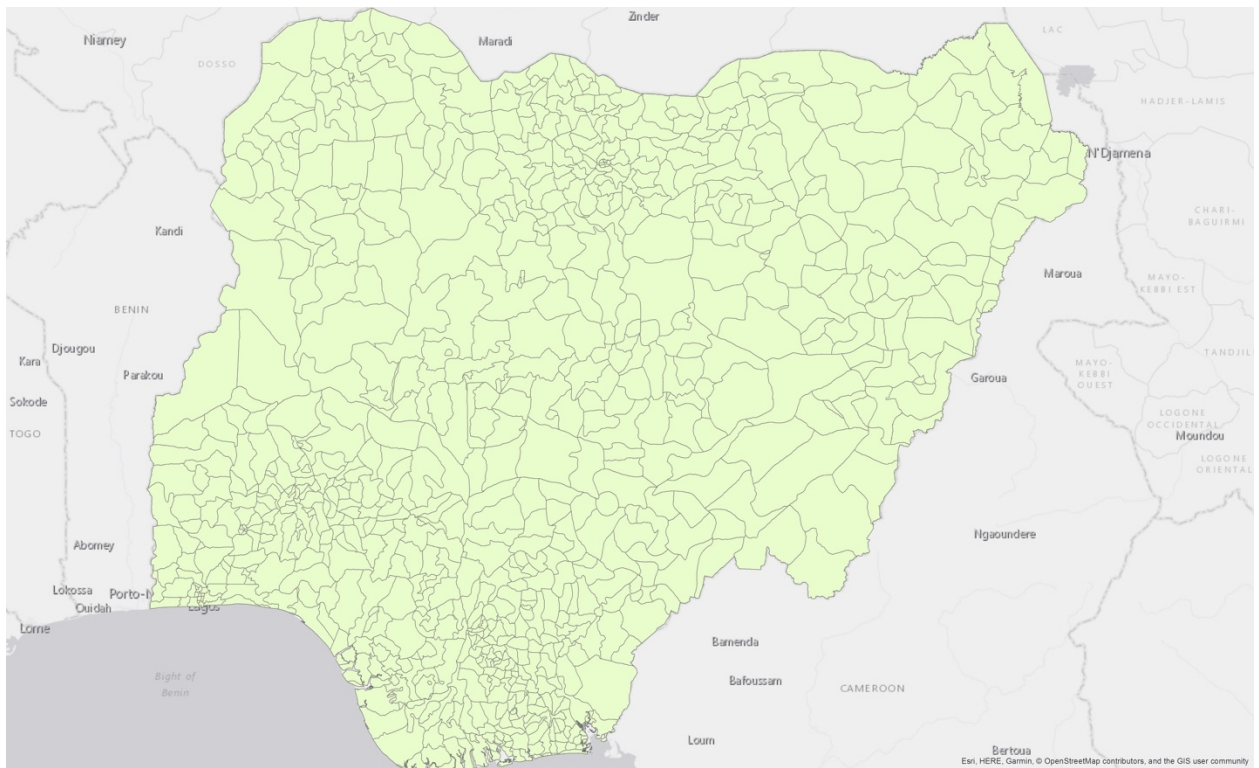 Zinder
Niamey
Maradi
LAC
DOSSO
HADJER-LAMIS
N'Djamena
CHARI-
BAGUIRMI
Kandi
Maroua
MAYO-
KEBBI EST
BENIN
Djougou
Kara
Parakou
TANDJIL
MAYO-
KEBBI
OUEST
Garoua
Sokode
LOGONE
OCCIDENTAL
TOGO
Moundou
LOGONE
ORIENTAL
Ngaoundere
Abomey
Lokossa
Porto-N
Ouidah
Lagos
Lome
Bamenda
Bight of
Benin
Bafoussam
CAMEROON
Loum
Bertoua
Esri, HERE, Garmin, © OpenStreetMap contributors, and the GIS user community